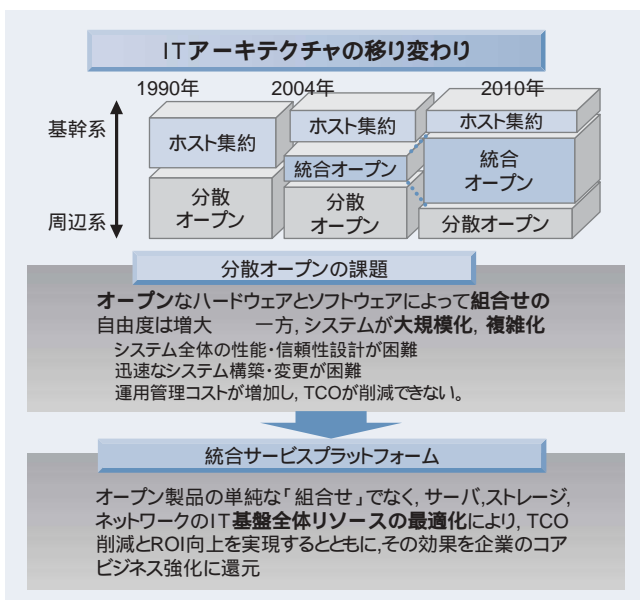 ITアーキテクチャの移り変わり
1990年 2004年 2010年
基幹系
周辺系
ホスト集約
分散
オープン
ホスト集約
統合オープン
分散
オープン
ホスト集約
統合
オープン
分散オープン
分散オープンの課題
オープンなハードウェアとソフトウェアによって組合せの
自由度は増大 一方, システムが大規模化, 複雑化
システム全体の性能・信頼性設計が困難
迅速なシステム構築・変更が困難
運用管理コストが増加し, TCOが削減できない。
統合サービスプラットフォーム
オープン製品の単純な「組合せ」でなく, サーバ,ストレージ,
ネットワークのIT基盤全体リソースの最適化により, TCO
削減とROI向上を実現するとともに,その効果を企業のコア
ビジネス強化に還元